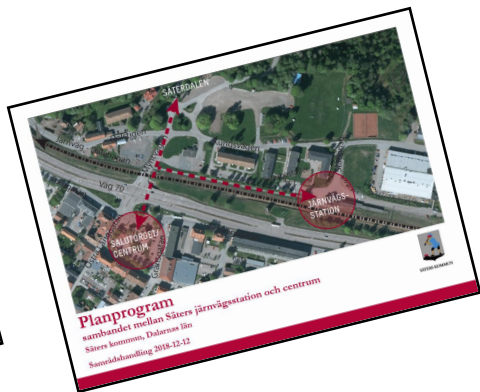 SÄTERDALEN
Järnväg
Väg 70
JÄRNVÄGS-
STATION
SALUTORGET/
CENTRUM
SÄTERS KOMMUN
Planprogram
sambandet mellan Säters järnvägsstation och centrum
Säters kommun, Dalarnas län
Samrådshandling 2018-12-12